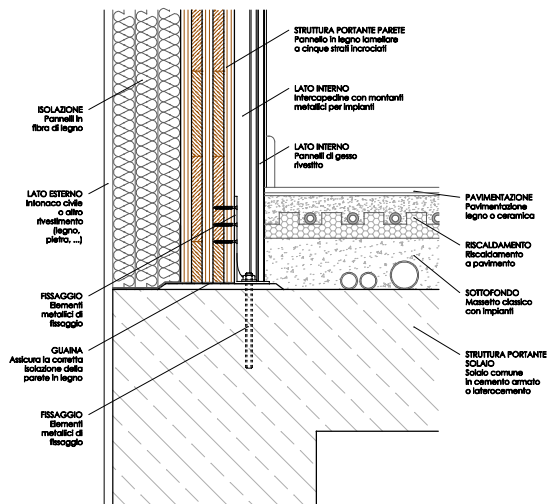 STRUTTURA PORTANTE PARETE
Pannello in legno lamellare
a cinque strati incrociati
ISOLAZIONE
Pannelli in
fibra di legno
LATO INTERNO
Intercapedine con montanti
metallici per impianti
LATO INTERNO
Pannelli di gesso
rivestito
LATO ESTERNO
Intonaco civile
o altro
rivestimento
(legno,
pietra, ...)
PAVIMENTAZIONE
Pavimentazione
legno o ceramica
RISCALDAMENTO
Riscaldamento
a pavimento
FISSAGGIO
Elementi
metallici di
fissaggio
SOTTOFONDO
Massetto classico
con impianti
GUAINA
Assicura la corretta
isolazione della
parete in legno
STRUTTURA PORTANTE
SOLAIO
Solaio comune
in cemento armato
o laterocemento
FISSAGGIO
Elementi
metallici di
fissaggio